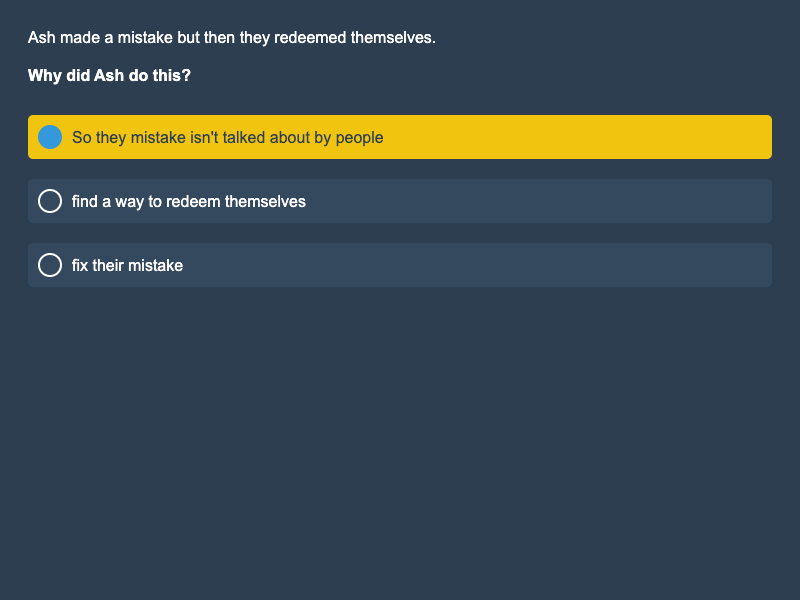 Ash made a mistake but then they redeemed themselves.
Why did Ash do this?
So they mistake isn't talked about by people
find a way to redeem themselves
fix their mistake